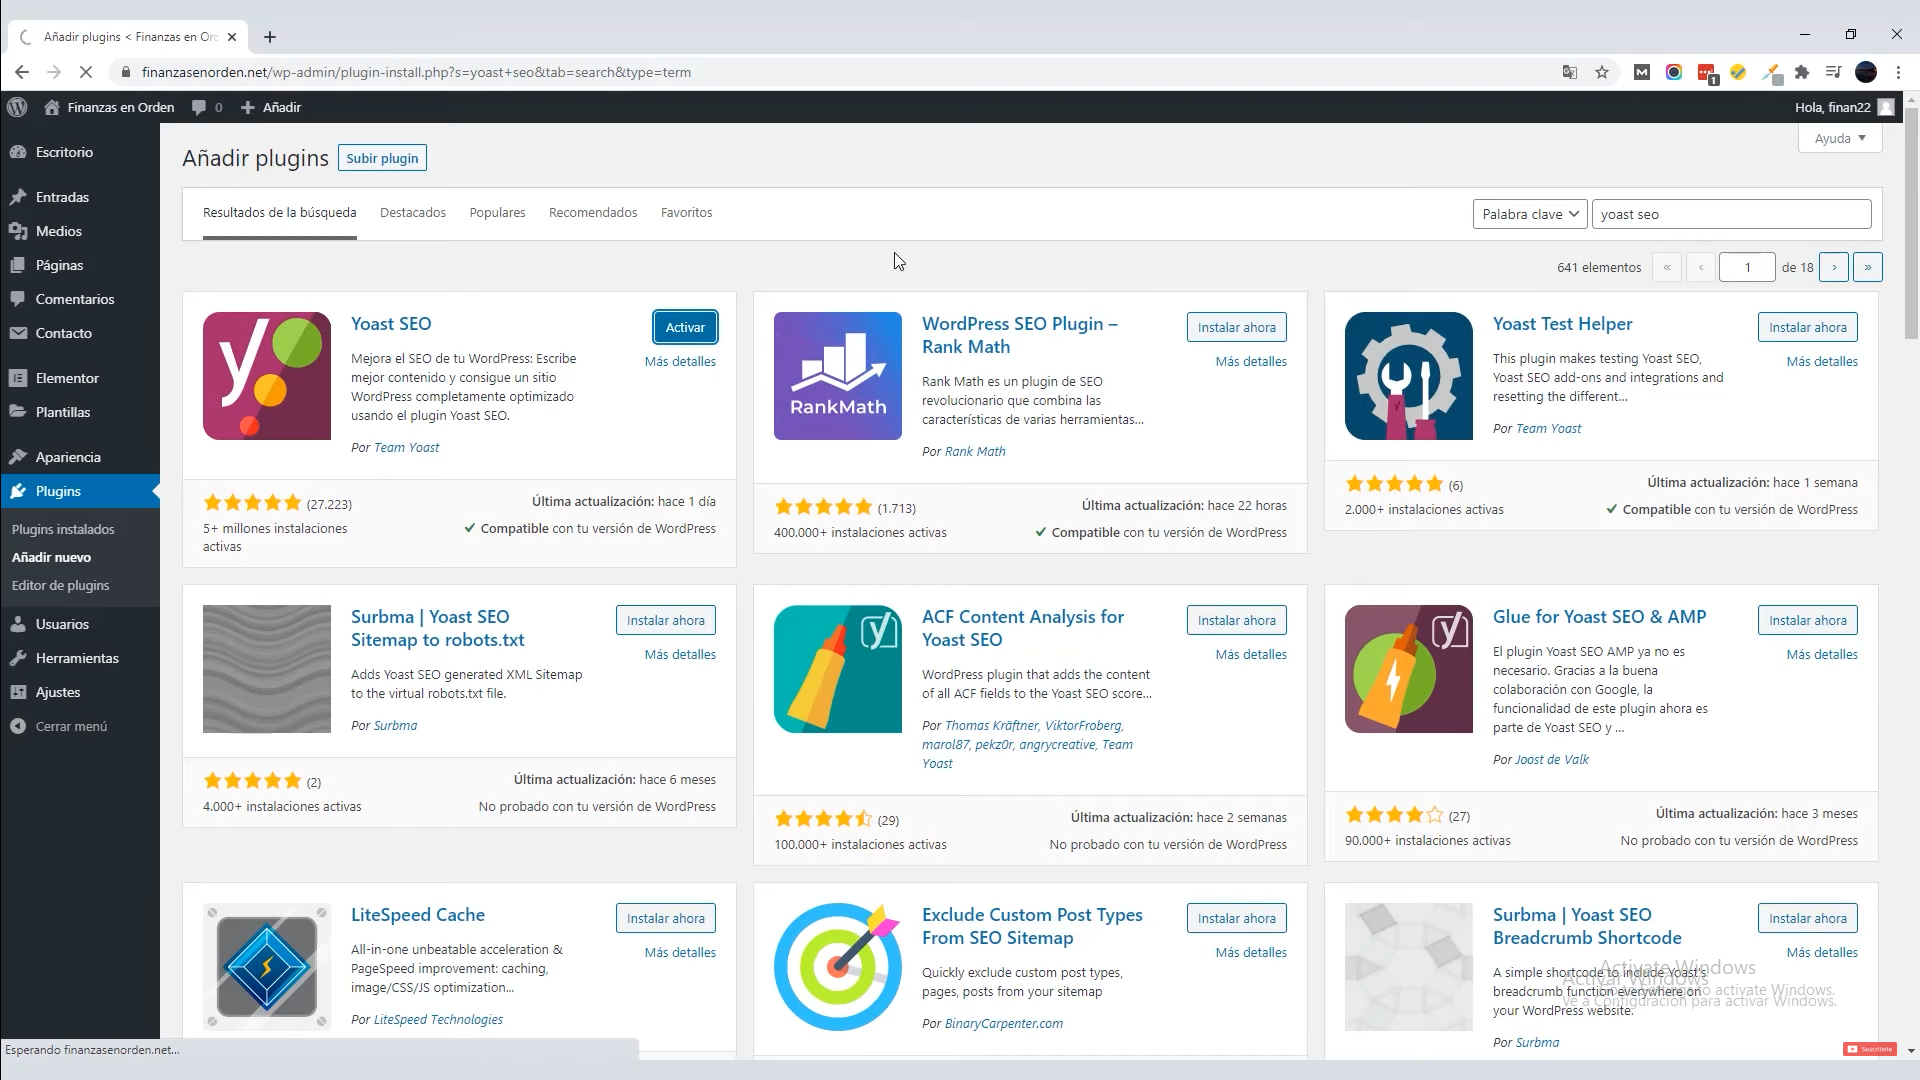 Añadir plugins < Finanzas en Orc
finanzasenorden.net/wp-admin/plugin-install.php?s=yoast+seo&tab=search&type=term
1
Finanzas en Orden
0
Añadir
Hola, finan22
Escritorio
Entradas
Medios
Páginas
Comentarios
Contacto
Elementor
Plantillas
Apariencia
Plugins
Plugins instalados
Añadir nuevo
Editor de plugins
Usuarios
Herramientas
Ajustes
Cerrar menú
Ayuda
Añadir plugins
Subir plugin
Resultados de la búsqueda
Destacados
Populares
Recomendados
Favoritos
Palabra clave
yoast seo
641 elementos
«
‹
1
de 18
›
»
Yoast SEO
Activar
Más detalles
Mejora el SEO de tu WordPress: Escribe
mejor contenido y consigue un sitio
WordPress completamente optimizado
usando el plugin Yoast SEO.
Por Team Yoast
(27.223)
5+ millones instalaciones
activas
Última actualización: hace 1 día
Compatible con tu versión de WordPress
RankMath
WordPress SEO Plugin –
Rank Math
Instalar ahora
Más detalles
Rank Math es un plugin de SEO
revolucionario que combina las
características de varias herramientas...
Por Rank Math
(1.713)
400.000+ instalaciones activas
Última actualización: hace 22 horas
Compatible con tu versión de WordPress
Yoast Test Helper
Instalar ahora
Más detalles
This plugin makes testing Yoast SEO,
Yoast SEO add-ons and integrations and
resetting the different...
Por Team Yoast
(6)
2.000+ instalaciones activas
Última actualización: hace 1 semana
Compatible con tu versión de WordPress
Surbma | Yoast SEO
Sitemap to robots.txt
Instalar ahora
Más detalles
Adds Yoast SEO generated XML Sitemap
to the virtual robots.txt file.
Por Surbma
(2)
4.000+ instalaciones activas
Última actualización: hace 6 meses
No probado con tu versión de WordPress
ACF Content Analysis for
Yoast SEO
Instalar ahora
Más detalles
WordPress plugin that adds the content
of all ACF fields to the Yoast SEO score...
Por Thomas Kräftner, ViktorFroberg,
marol87, pekz0r, angrycreative, Team
Yoast
(29)
100.000+ instalaciones activas
Última actualización: hace 2 semanas
No probado con tu versión de WordPress
Glue for Yoast SEO & AMP
Instalar ahora
Más detalles
El plugin Yoast SEO AMP ya no es
necesario. Gracias a la buena
colaboración con Google, la
funcionalidad de este plugin ahora es
parte de Yoast SEO y ...
Por Joost de Valk
(27)
90.000+ instalaciones activas
Última actualización: hace 3 meses
No probado con tu versión de WordPress
LiteSpeed Cache
Instalar ahora
Más detalles
All-in-one unbeatable acceleration &
PageSpeed improvement: caching,
image/CSS/JS optimization...
Por LiteSpeed Technologies
Exclude Custom Post Types
From SEO Sitemap
Instalar ahora
Más detalles
Quickly exclude custom post types,
pages, posts from your sitemap
Por BinaryCarpenter.com
Surbma | Yoast SEO
Breadcrumb Shortcode
Instalar ahora
Más detalles
A simple shortcode to include Yoast's
breadcrumb function everywhere on
your WordPress website.
Por Surbma
Activate Windows
Activar Windows
to activate Windows.
Ve a Configuración para activar Windows.
Esperando finanzasenorden.net...
Suscríbete